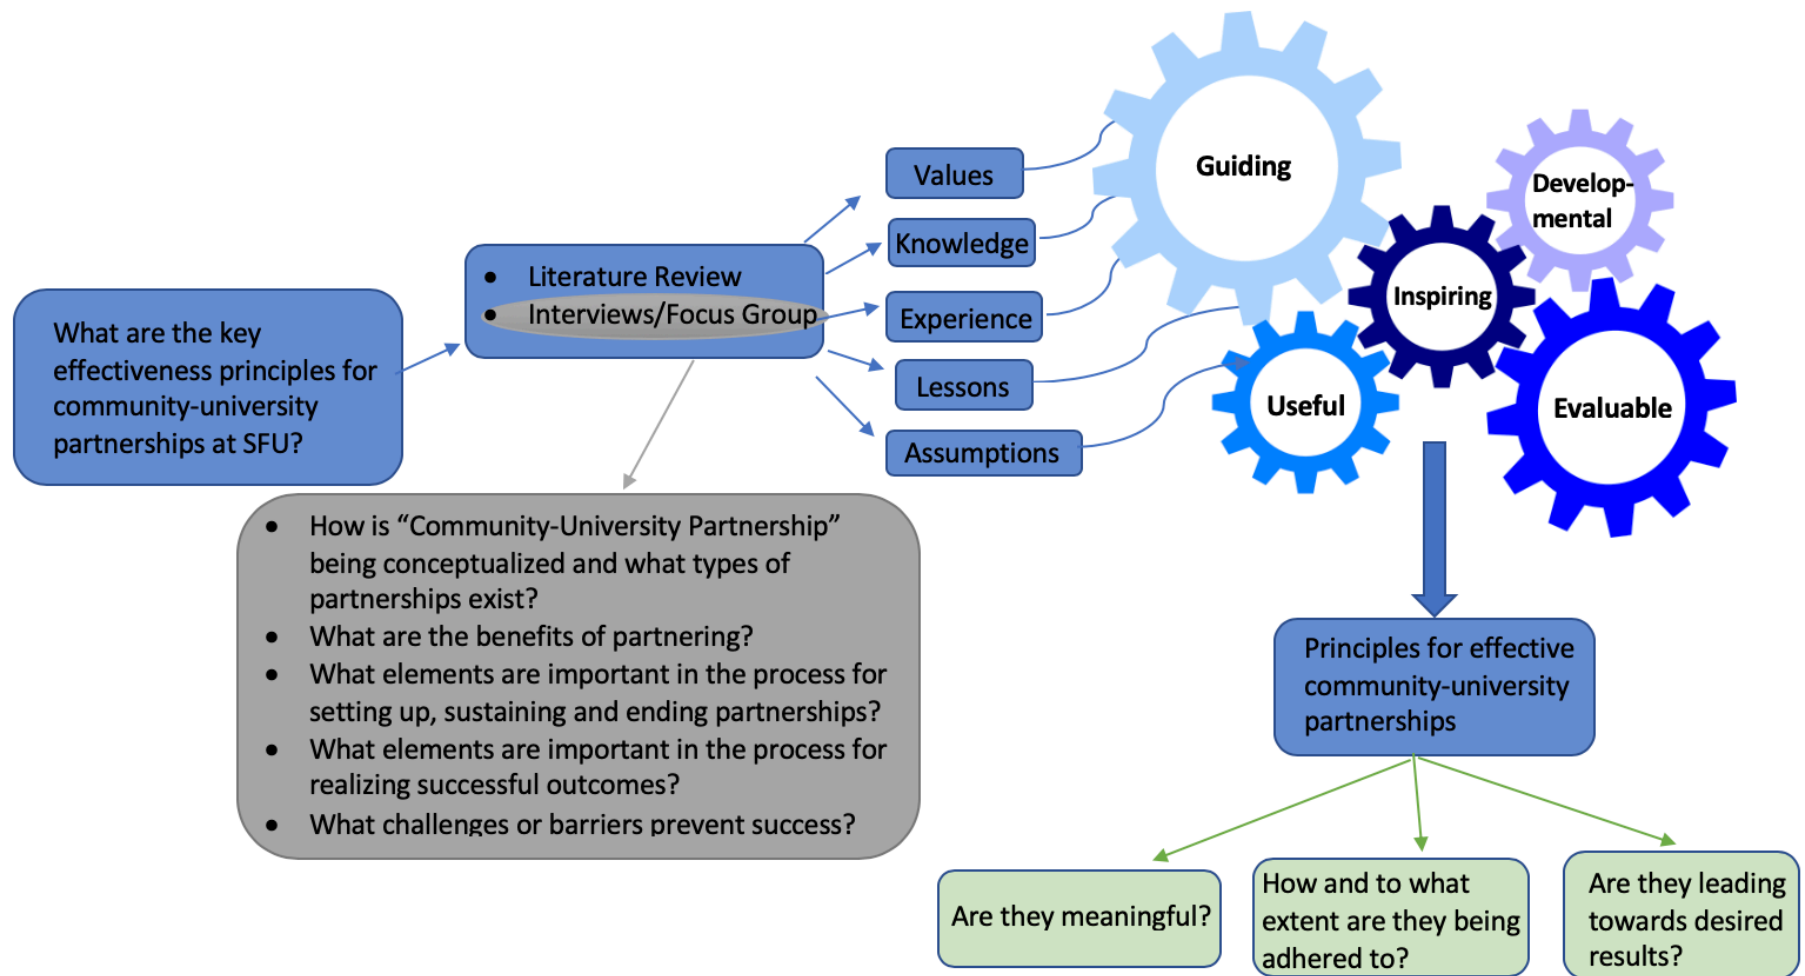 What are the key
effectiveness principles for
community-university
partnerships at SFU?
• Literature Review
• Interviews/Focus Group
Values
Knowledge
Experience
Lessons
Assumptions
Guiding
Develop-
mental
Inspiring
Useful
Evaluable
• How is “Community-University Partnership”
being conceptualized and what types of
partnerships exist?
• What are the benefits of partnering?
• What elements are important in the process for
setting up, sustaining and ending partnerships?
• What elements are important in the process for
realizing successful outcomes?
• What challenges or barriers prevent success?
Principles for effective
community-university
partnerships
Are they meaningful?
How and to what
extent are they being
adhered to?
Are they leading
towards desired
results?